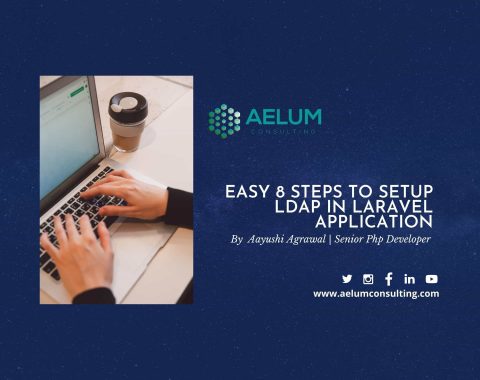 AELUM
CONSULTING
EASY 8 STEPS TO SETUP
LDAP IN LARAVEL
APPLICATION
By Aayushi Agrawal | Senior Php Developer
www.aelumconsulting.com